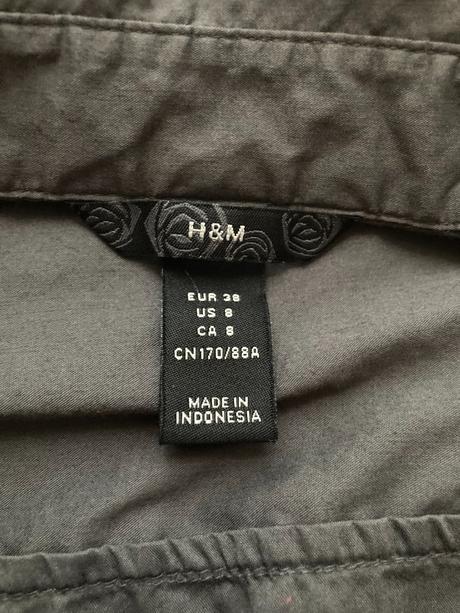 H&M
EUR 38
US 8
CA 8
CN170/88A
MADE IN
INDONESIA